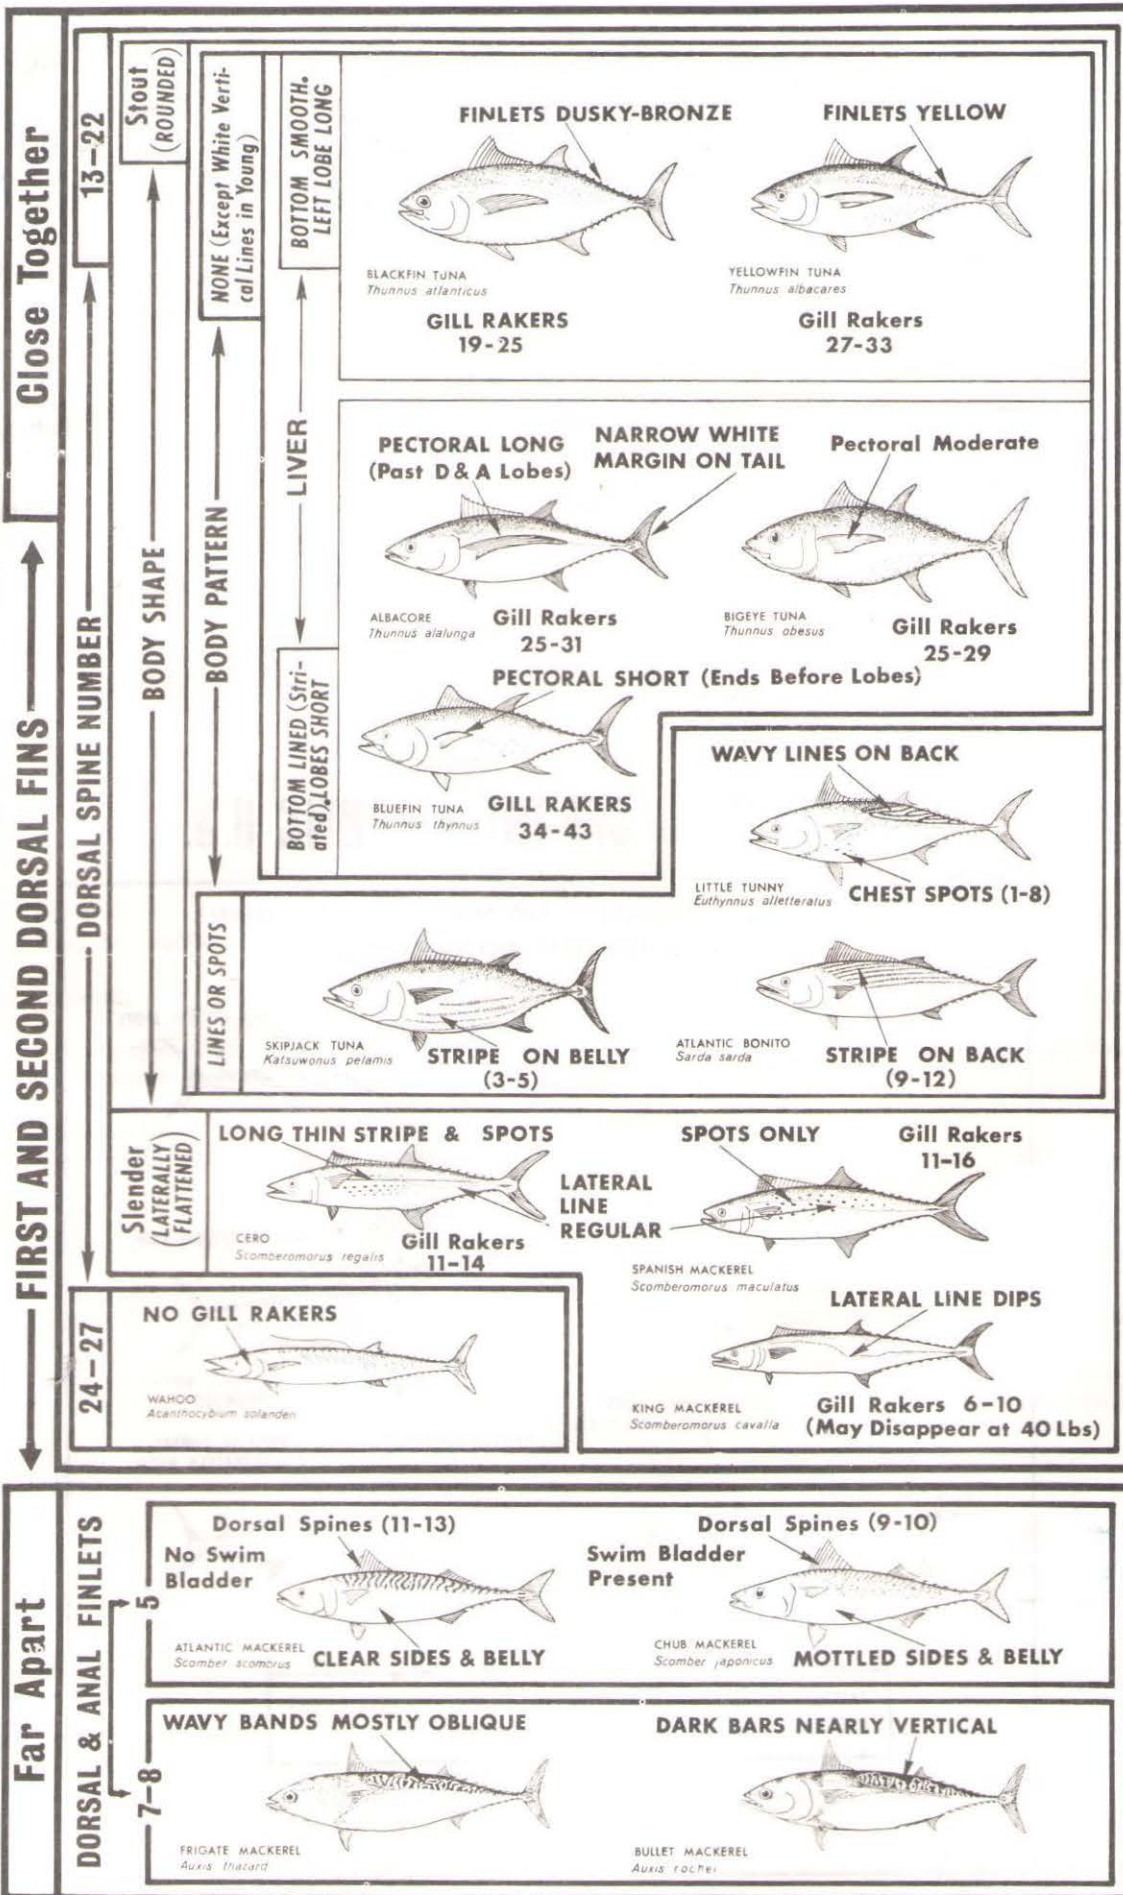 FIRST AND SECOND DORSAL FINS
Close Together
DORSAL SPINE NUMBER
13-22
BODY SHAPE
Stout
(ROUNDED)
BODY PATTERN
NONE (Except White Verti-
cal Lines in Young)
LIVER
BOTTOM SMOOTH.
LEFT LOBE LONG
FINLETS DUSKY-BRONZE
BLACKFIN TUNA
Thunnus atlanticus
GILL RAKERS
19-25
FINLETS YELLOW
YELLOWFIN TUNA
Thunnus albacares
Gill Rakers
27-33
BOTTOM LINED (Stri-
ated). LOBES SHORT
PECTORAL LONG
(Past D & A Lobes)
NARROW WHITE
MARGIN ON TAIL
ALBACORE
Thunnus alalunga
Gill Rakers
25-31
Pectoral Moderate
BIGEYE TUNA
Thunnus obesus
Gill Rakers
25-29
PECTORAL SHORT (Ends Before Lobes)
BLUEFIN TUNA
Thunnus thynnus
GILL RAKERS
34-43
LINES OR SPOTS
WAVY LINES ON BACK
LITTLE TUNNY
Euthynnus alletteratus
CHEST SPOTS (1-8)
SKIPJACK TUNA
Katsuwonus pelamis
STRIPE ON BELLY
(3-5)
ATLANTIC BONITO
Sarda sarda
STRIPE ON BACK
(9-12)
Slender
(LATERALLY
FLATTENED)
LONG THIN STRIPE & SPOTS
CERO
Scomberomorus regalis
Gill Rakers
11-14
LATERAL
LINE
REGULAR
SPOTS ONLY
Gill Rakers
11-16
SPANISH MACKEREL
Scomberomorus maculatus
LATERAL LINE DIPS
KING MACKEREL
Scomberomorus cavalla
Gill Rakers 6-10
(May Disappear at 40 Lbs)
24-27
NO GILL RAKERS
WAHOO
Acanthocybium solanderi
Far Apart
DORSAL & ANAL FINLETS
5
Dorsal Spines (11-13)
No Swim
Bladder
ATLANTIC MACKEREL
Scomber scombrus
CLEAR SIDES & BELLY
Dorsal Spines (9-10)
Swim Bladder
Present
CHUB MACKEREL
Scomber japonicus
MOTTLED SIDES & BELLY
7-8
WAVY BANDS MOSTLY OBLIQUE
FRIGATE MACKEREL
Auxis thazard
DARK BARS NEARLY VERTICAL
BULLET MACKEREL
Auxis rochei